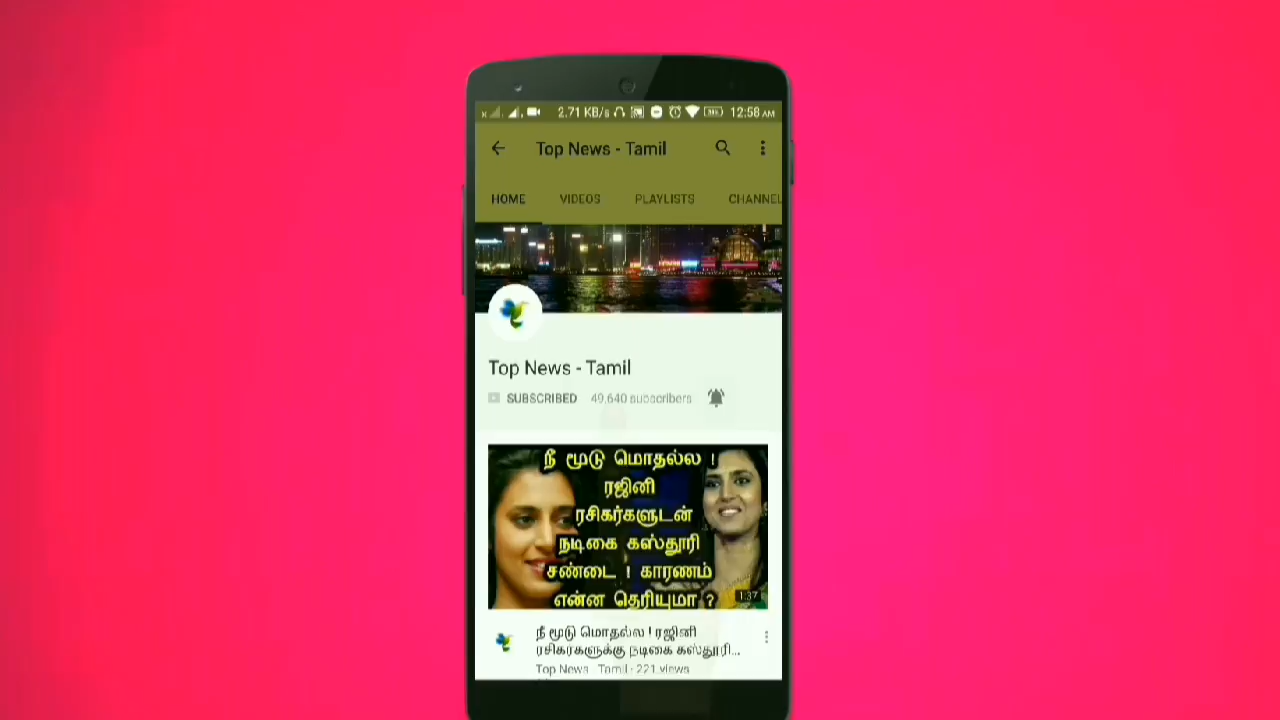 2.71 KB/s 12:58 AM
Top News - Tamil
HOME VIDEOS PLAYLISTS CHANNEL
Top News - Tamil
SUBSCRIBED 49,640 subscribers
நீ மூடு மொதல்ல !
ரஜினி
ரசிகர்களுடன்
நடிகை கஸ்தூரி
சண்டை ! காரணம்
என்ன தெரியுமா ?
1:37
நீ மூடு மொதல்ல ! ரஜினி
ரசிகர்களுக்கு நடிகை கஸ்தூரி...
Top News - Tamil · 221 views